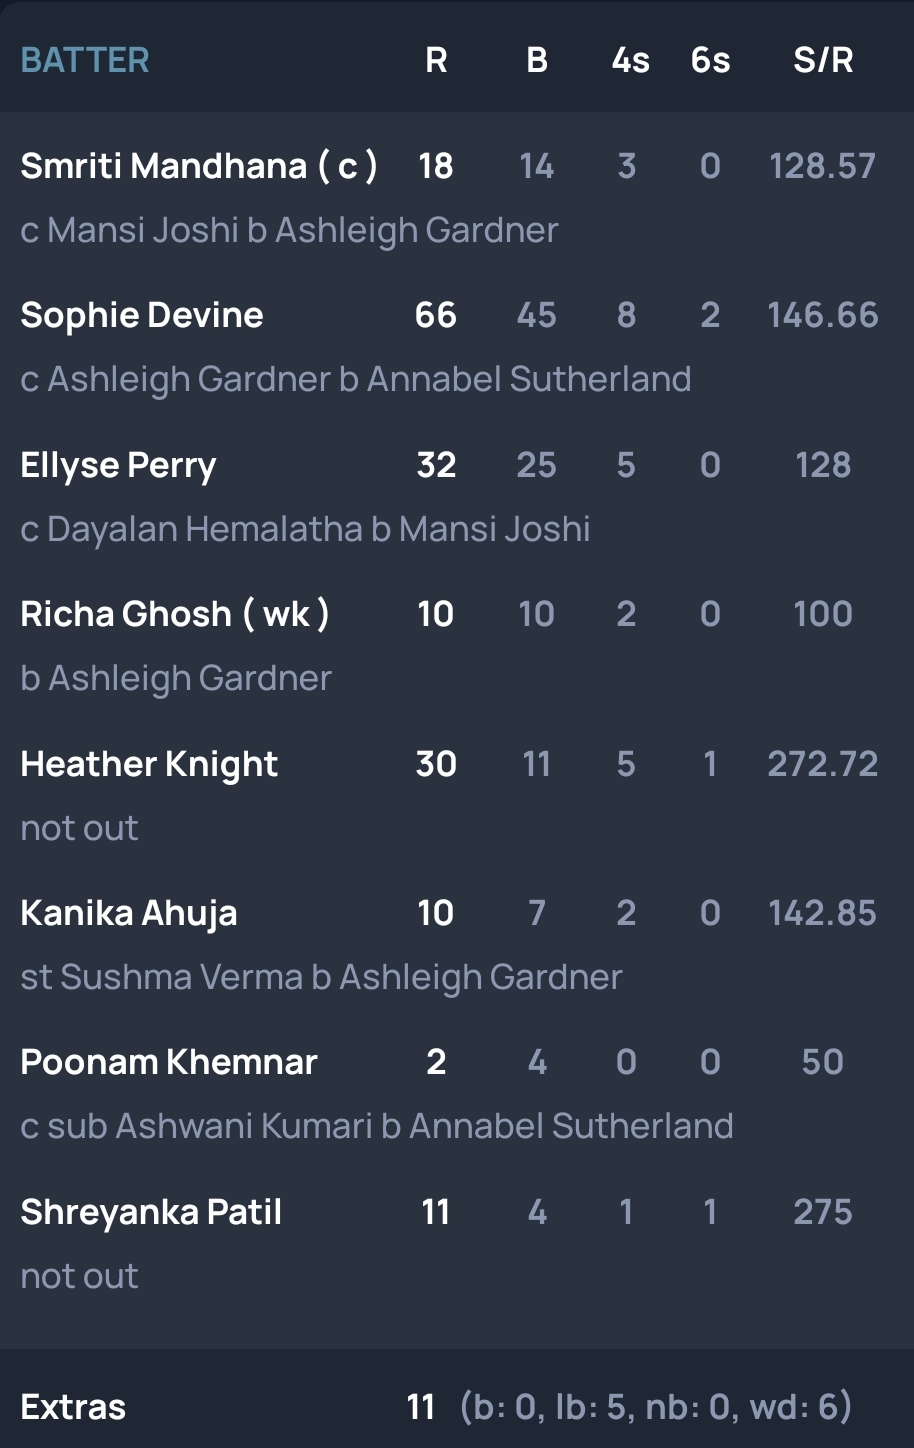 BATTER R B 4s 6s S/R
Smriti Mandhana ( c ) 18 14 3 0 128.57
c Mansi Joshi b Ashleigh Gardner
Sophie Devine 66 45 8 2 146.66
c Ashleigh Gardner b Annabel Sutherland
Ellyse Perry 32 25 5 0 128
c Dayalan Hemalatha b Mansi Joshi
Richa Ghosh ( wk ) 10 10 2 0 100
b Ashleigh Gardner
Heather Knight 30 11 5 1 272.72
not out
Kanika Ahuja 10 7 2 0 142.85
st Sushma Verma b Ashleigh Gardner
Poonam Khemnar 2 4 0 0 50
c sub Ashwani Kumari b Annabel Sutherland
Shreyanka Patil 11 4 1 1 275
not out
Extras 11 (b: 0, lb: 5, nb: 0, wd: 6)